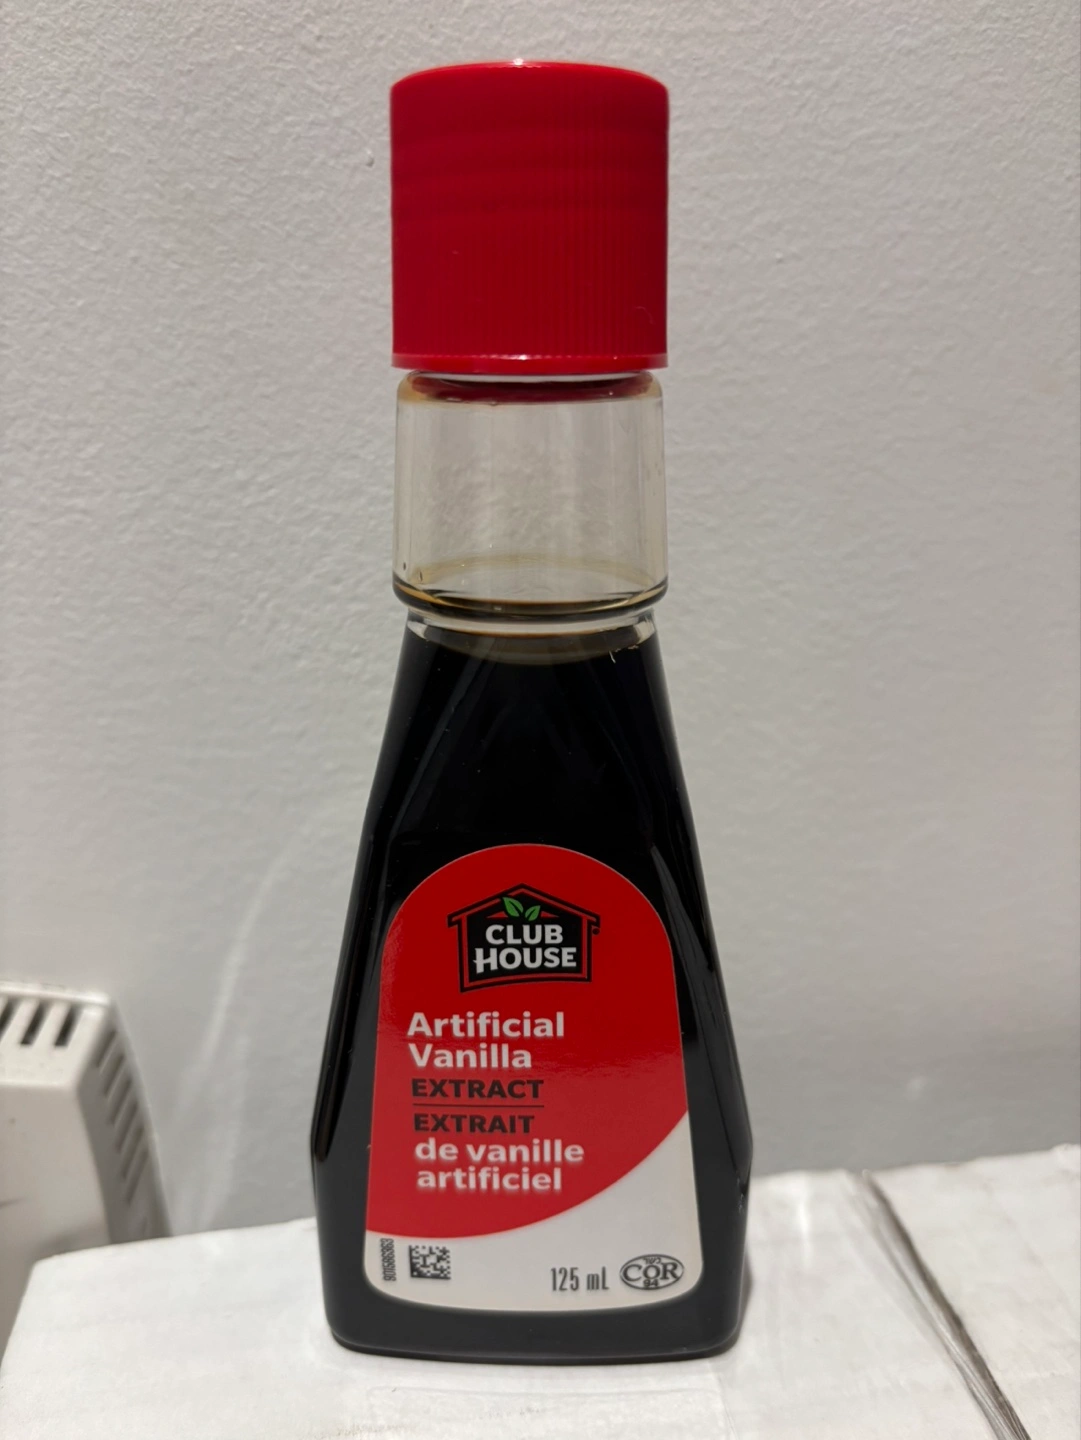 CLUB
HOUSE
Artificial
Vanilla
EXTRACT
EXTRAIT
de vanille
artificiel
125 mL
COR